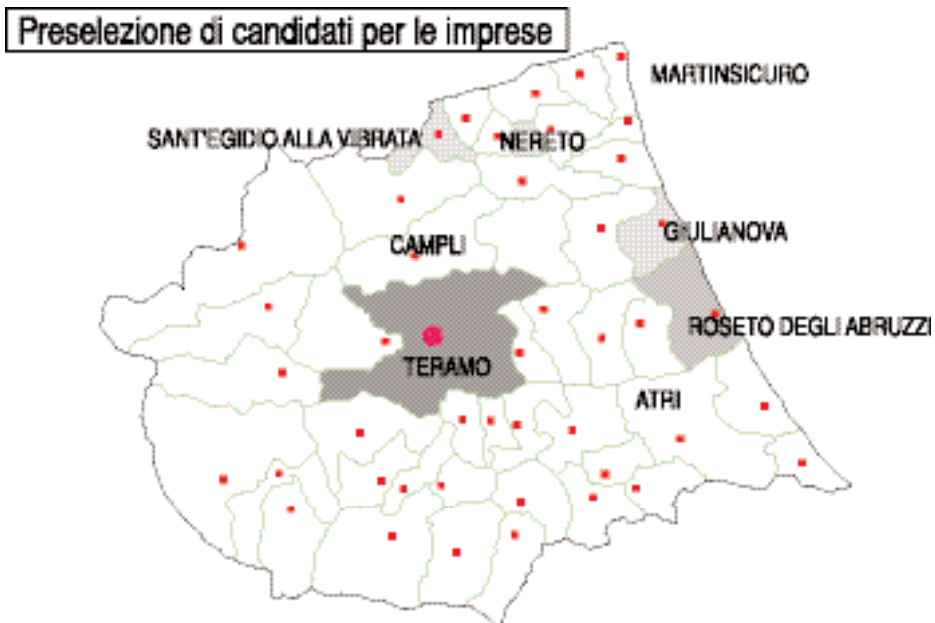 Preselezione di candidati per le imprese
MARTINSICURO
SANT'EGIDIO ALLA VIBRATA
NERETO
GIULIANOVA
CAMPLI
ROSETO DEGLI ABRUZZI
TERAMO
ATRI